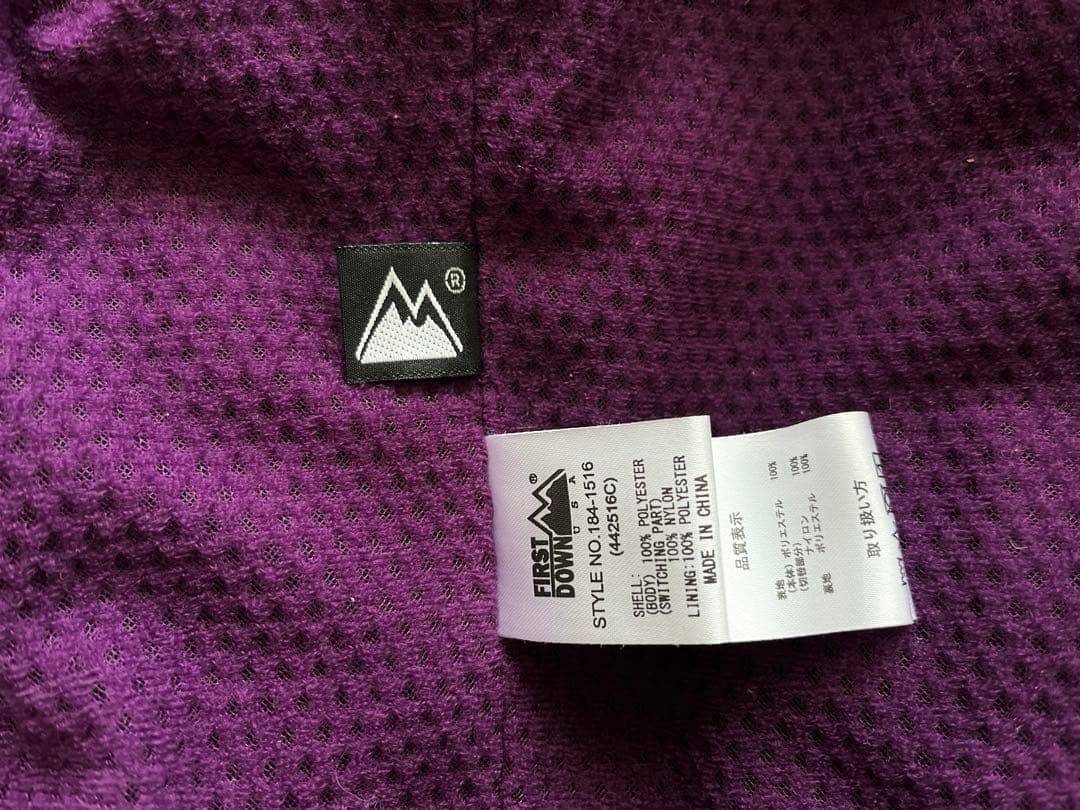 ®
FIRST
DOWN
®
USA
STYLE NO.184-1516
(442516C)
SHELL:
(BODY) 100% POLYESTER
(SWITCHING PART)
100% NYLON
LINING:100% POLYESTER
MADE IN CHINA
品質表示
表地
(本体) ポリエステル 100%
(切替部分)
ナイロン 100%
裏地 ポリエステル 100%
取り扱い方